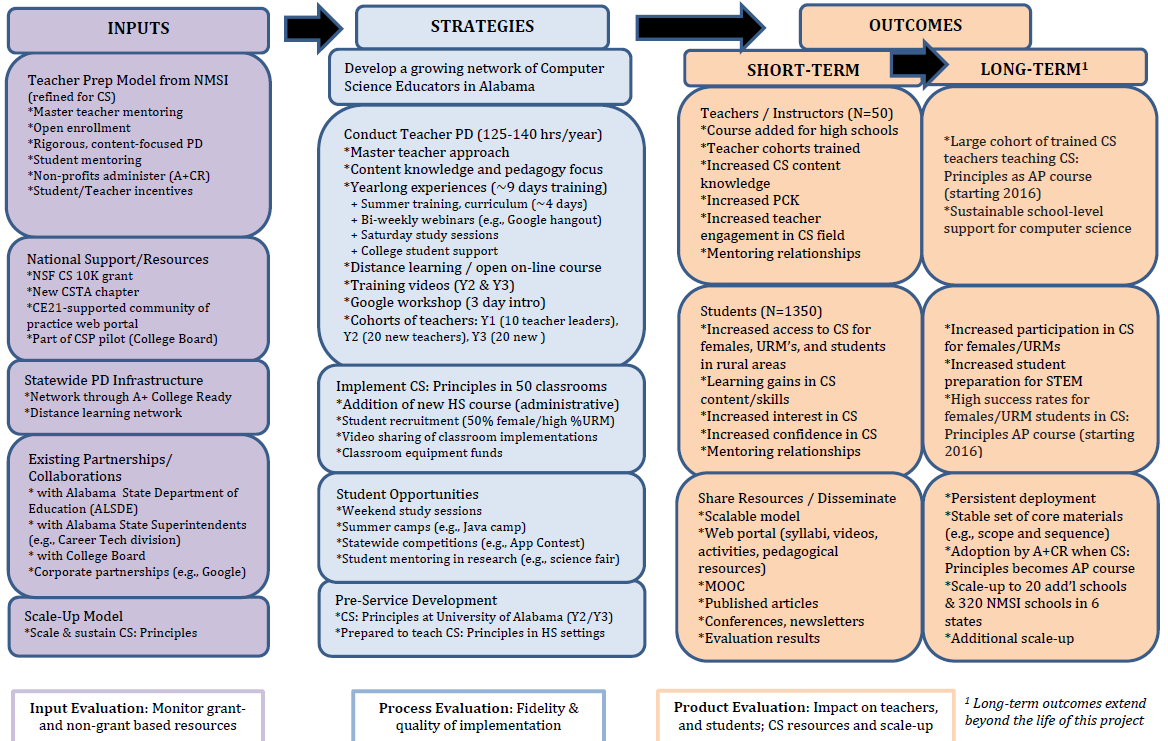 INPUTS
Teacher Prep Model from NMSI
(refined for CS)
*Master teacher mentoring
*Open enrollment
*Rigorous, content-focused PD
*Student mentoring
*Non-profits administer (A+CR)
*Student/Teacher incentives
National Support/Resources
*NSF CS 10K grant
*New CSTA chapter
*CE21-supported community of
practice web portal
*Part of CSP pilot (College Board)
Statewide PD Infrastructure
*Network through A+ College Ready
*Distance learning network
Existing Partnerships/
Collaborations
* with Alabama State Department of
Education (ALSDE)
* with Alabama State Superintendents
(e.g., Career Tech division)
* with College Board
*Corporate partnerships (e.g., Google)
Scale-Up Model
*Scale & sustain CS: Principles
Input Evaluation: Monitor grant-
and non-grant based resources
STRATEGIES
Develop a growing network of Computer
Science Educators in Alabama
Conduct Teacher PD (125-140 hrs/year)
*Master teacher approach
*Content knowledge and pedagogy focus
*Yearlong experiences (~9 days training)
+ Summer training, curriculum (~4 days)
+ Bi-weekly webinars (e.g., Google hangout)
+ Saturday study sessions
+ College student support
*Distance learning / open on-line course
*Training videos (Y2 & Y3)
*Google workshop (3 day intro)
*Cohorts of teachers: Y1 (10 teacher leaders),
Y2 (20 new teachers), Y3 (20 new )
Implement CS: Principles in 50 classrooms
*Addition of new HS course (administrative)
*Student recruitment (50% female/high %URM)
*Video sharing of classroom implementations
*Classroom equipment funds
Student Opportunities
*Weekend study sessions
*Summer camps (e.g., Java camp)
*Statewide competitions (e.g., App Contest)
*Student mentoring in research (e.g., science fair)
Pre-Service Development
*CS: Principles at University of Alabama (Y2/Y3)
*Prepared to teach CS: Principles in HS settings
Process Evaluation: Fidelity &
quality of implementation
OUTCOMES
SHORT-TERM
Teachers / Instructors (N=50)
*Course added for high schools
*Teacher cohorts trained
*Increased CS content
knowledge
*Increased PCK
*Increased teacher
engagement in CS field
*Mentoring relationships
Students (N=1350)
*Increased access to CS for
females, URM's, and students
in rural areas
*Learning gains in CS
content/skills
*Increased interest in CS
*Increased confidence in CS
*Mentoring relationships
Share Resources / Disseminate
*Scalable model
*Web portal (syllabi, videos,
activities, pedagogical
resources)
*MOOC
*Published articles
*Conferences, newsletters
*Evaluation results
LONG-TERM1
*Large cohort of trained CS
teachers teaching CS:
Principles as AP course
(starting 2016)
*Sustainable school-level
support for computer science
*Increased participation in CS
for females/URMs
*Increased student
preparation for STEM
*High success rates for
females/URM students in CS:
Principles AP course (starting
2016)
*Persistent deployment
*Stable set of core materials
(e.g., scope and sequence)
*Adoption by A+CR when CS:
Principles becomes AP course
*Scale-up to 20 add'l schools
& 320 NMSI schools in 6
states
*Additional scale-up
Product Evaluation: Impact on teachers,
and students; CS resources and scale-up
1 Long-term outcomes extend
beyond the life of this project